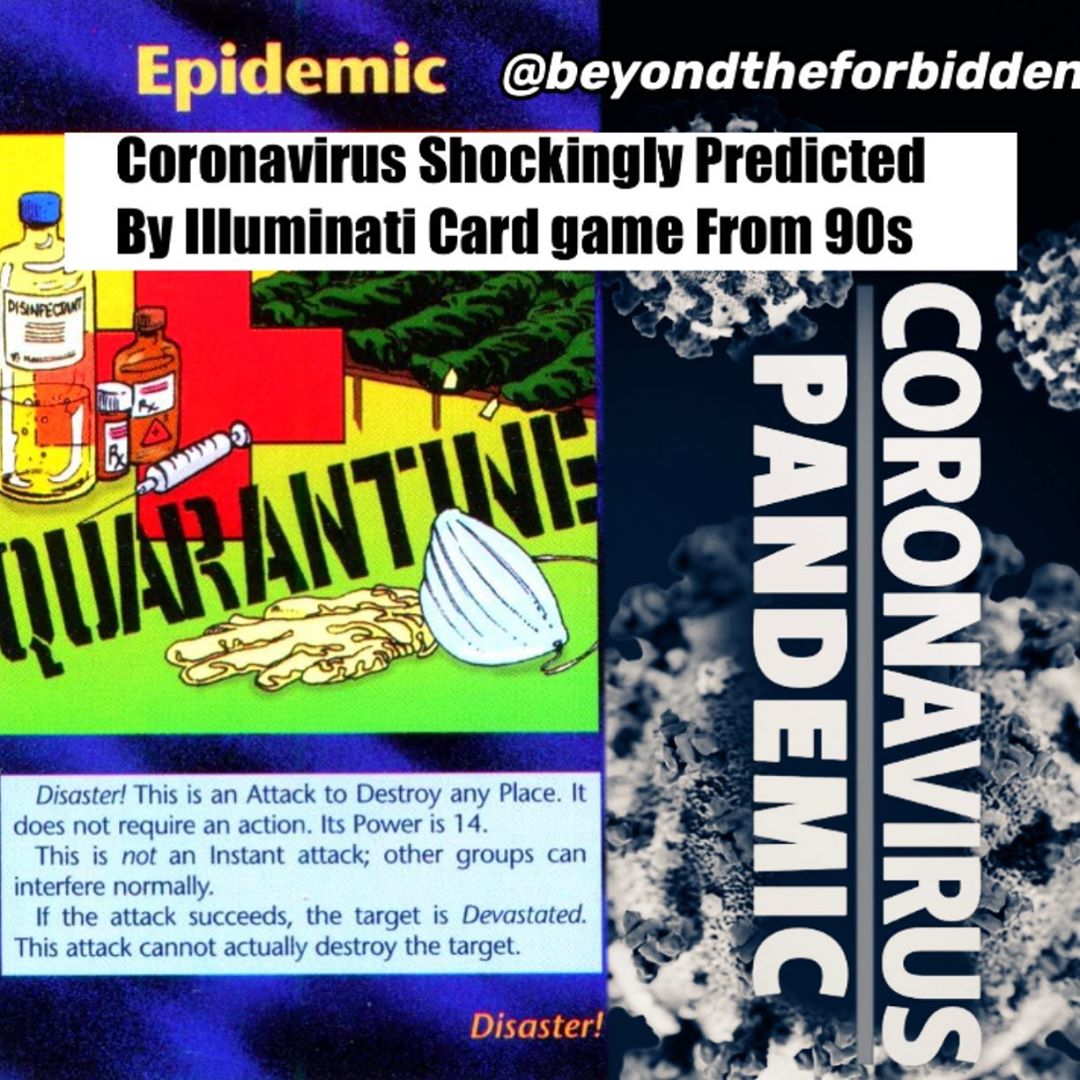 Epidemic
@beyondtheforbidden
Coronavirus Shockingly Predicted
By Illuminati Card game From 90s
DISINFECTANT
Rx
Rx
QUARANTINE
CORONAVIRUS
PANDEMIC
Disaster! This is an Attack to Destroy any Place. It
does not require an action. Its Power is 14.
This is not an Instant attack; other groups can
interfere normally.
If the attack succeeds, the target is Devastated.
This attack cannot actually destroy the target.
Disaster!